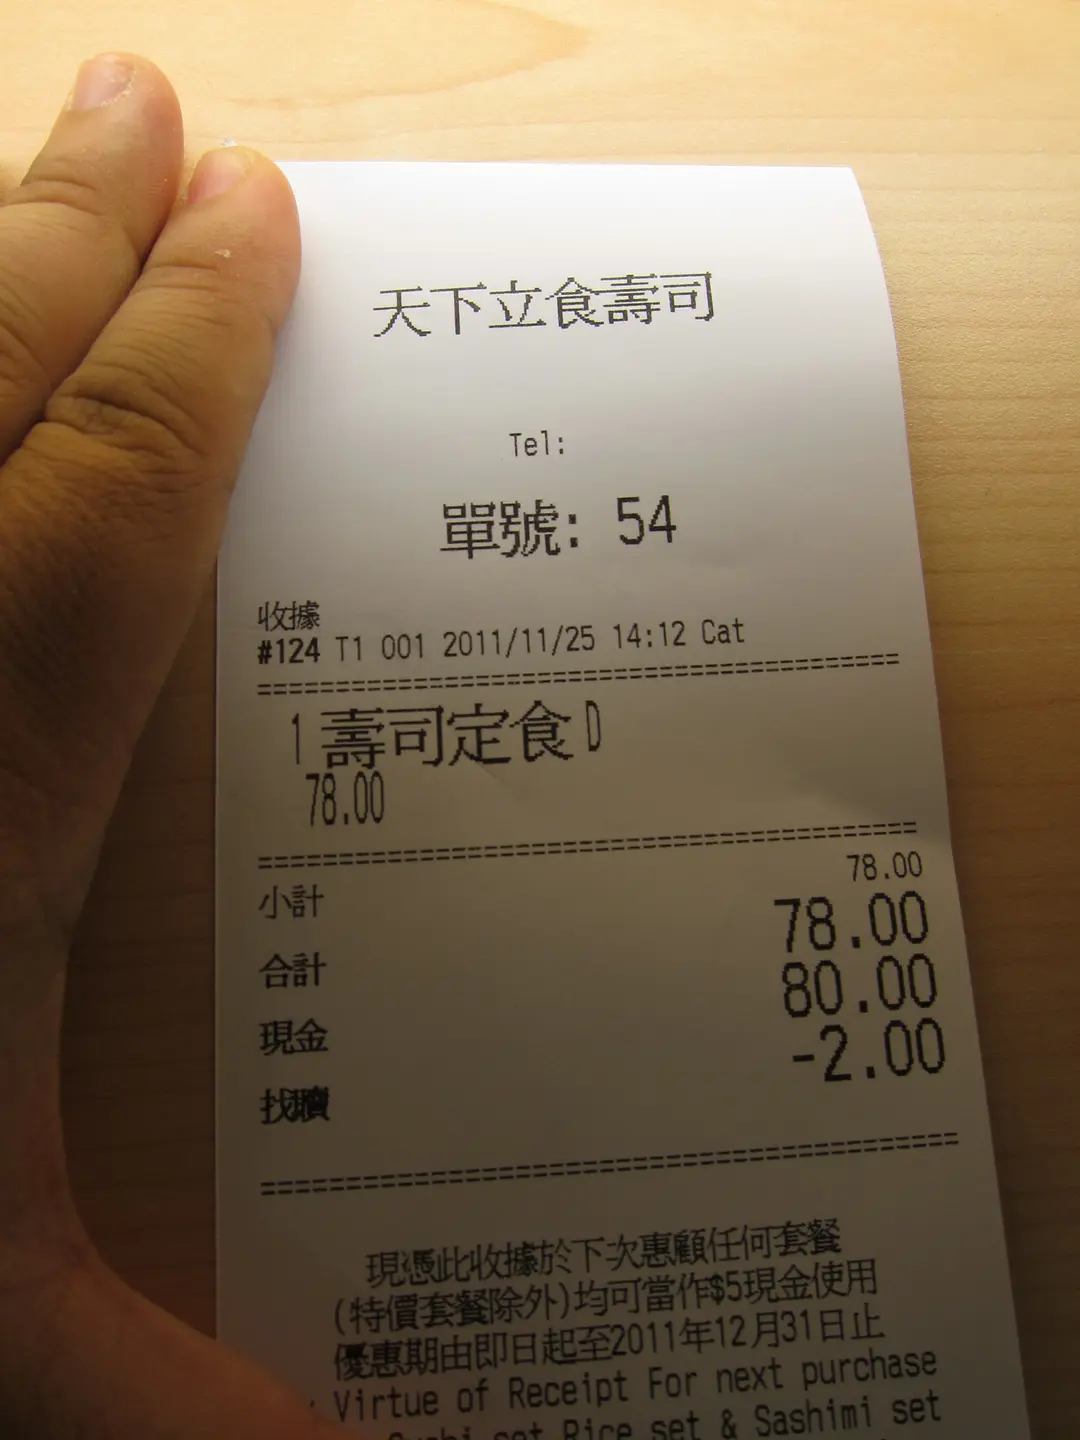 天下立食壽司
Tel:
單號: 54
收據
#124 T1 001 2011/11/25 14:12 Cat
1 壽司定食D
78.00
小計 78.00
合計 78.00
現金 80.00
找贖 -2.00
現憑此收據於下次惠顧任何套餐
(特價套餐除外)均可當作$5現金使用
優惠期由即日起至2011年12月31日止
Virtue of Receipt For next purchase
Sushi set Rice set & Sashimi set